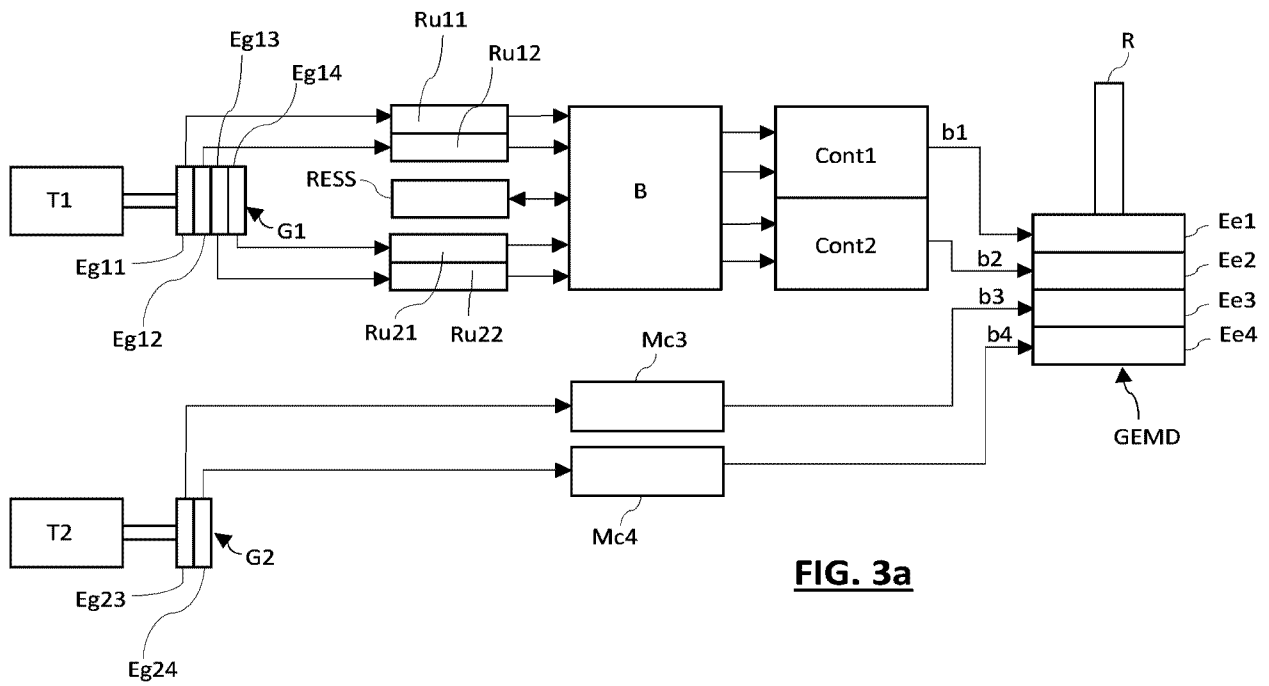 Ru11
Eg13
Ru12
R
Eg14
b1
Cont1
RESS
T1
B
G1
Ee1
Cont2
Eg11
b2
Ee2
b3
Ee3
Eg12
Ru21
Ru22
b4
Ee4
Mc3
GEMD
T2
Mc4
G2
FIG. 3a
Eg23
Eg24